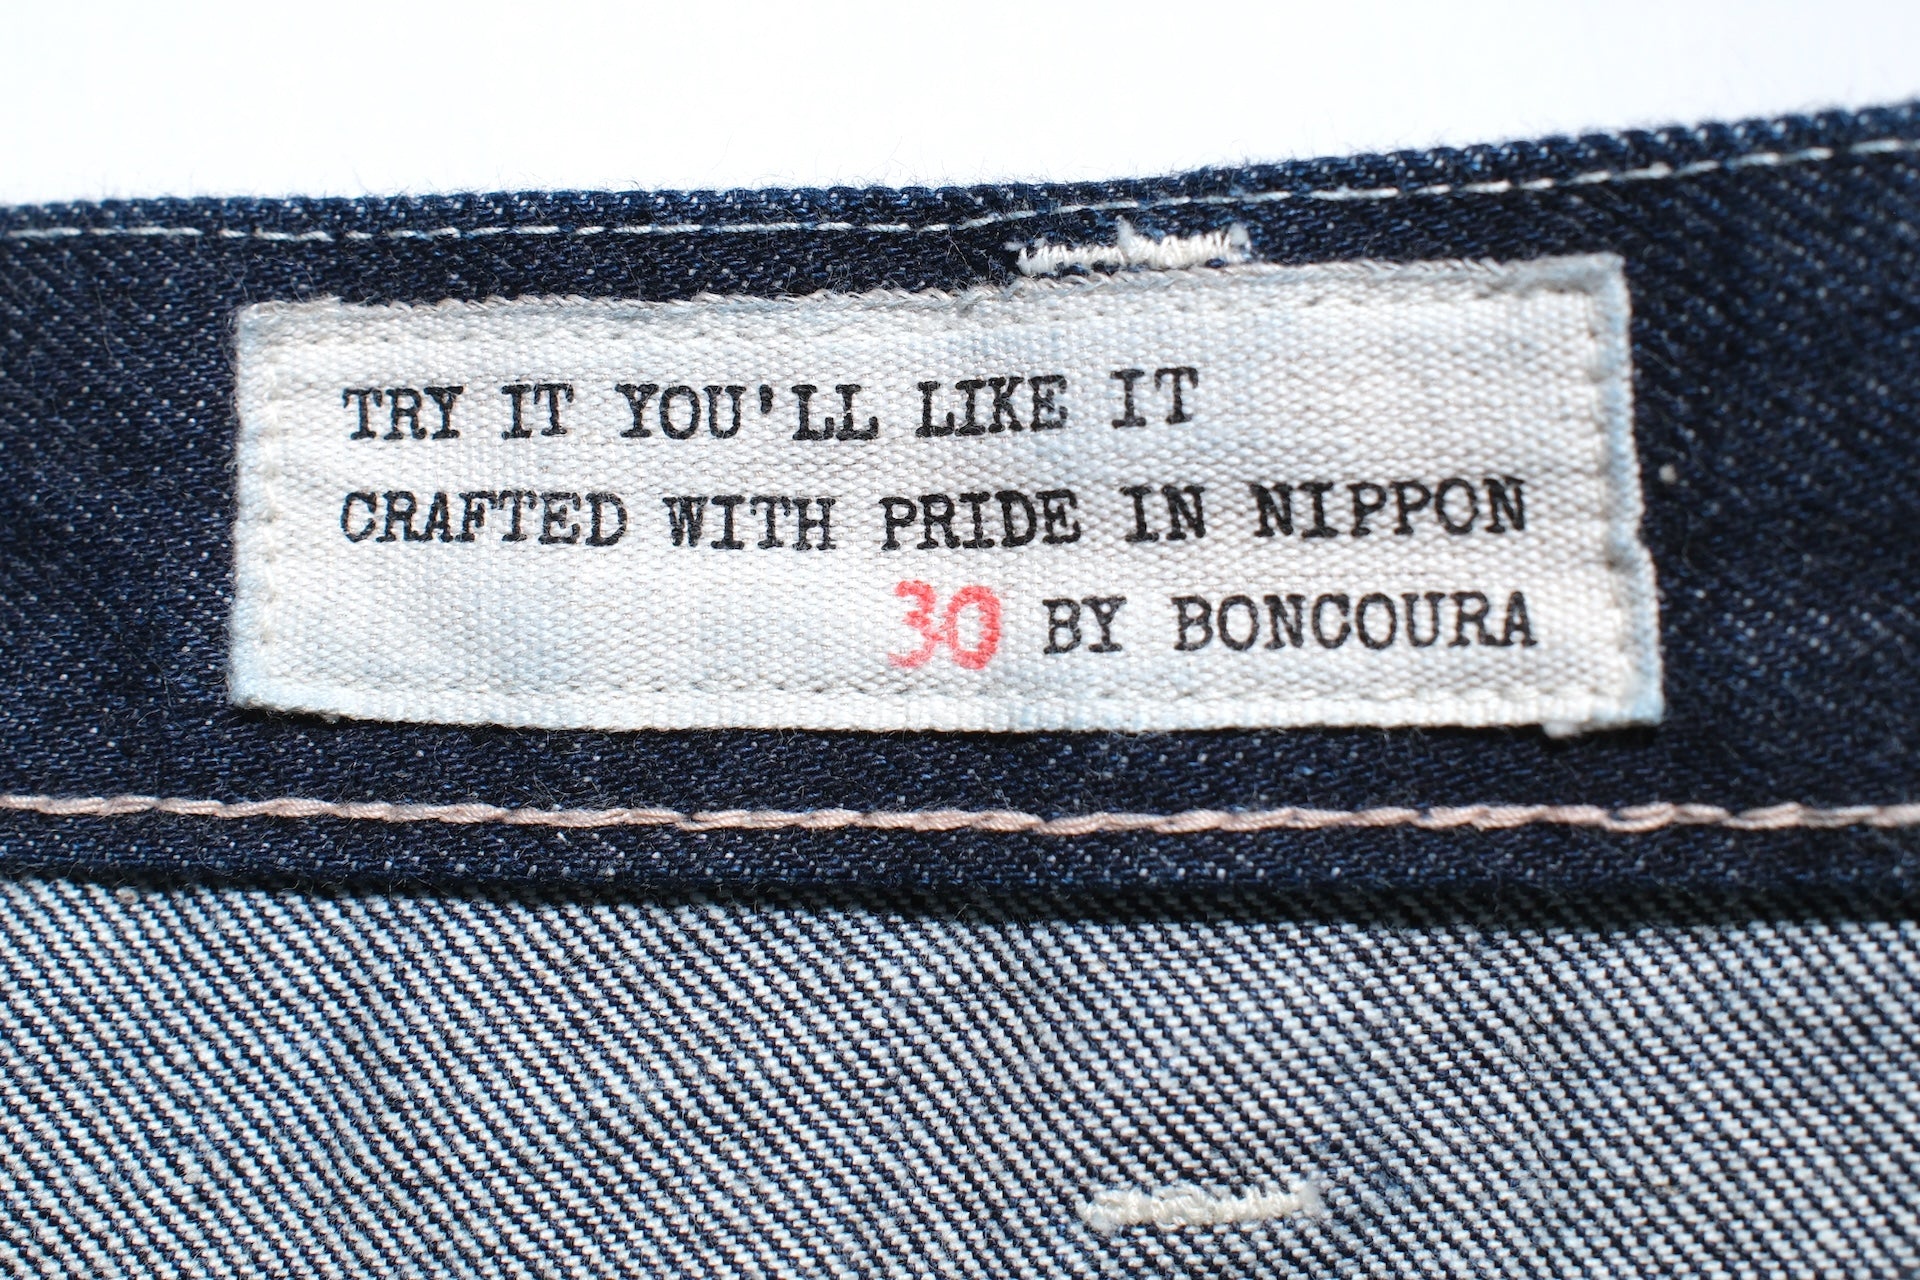 TRY IT YOU'LL LIKE IT
CRAFTED WITH PRIDE IN NIPPON
30 BY BONCOURA